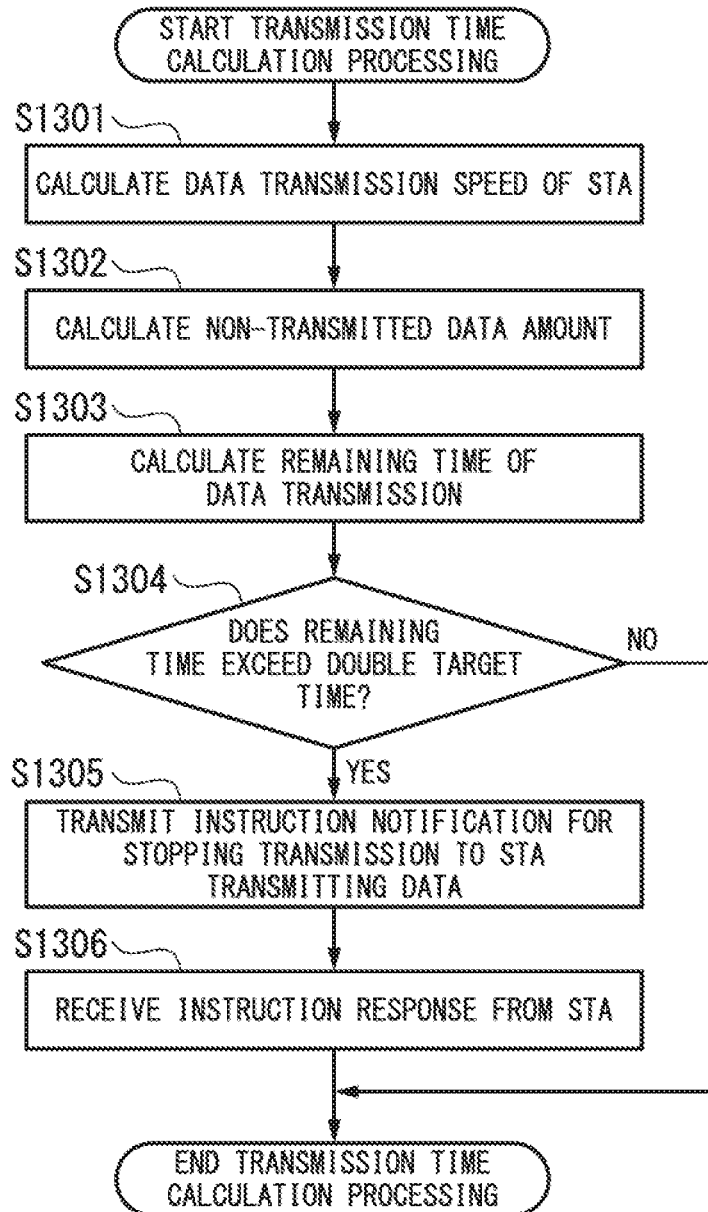 START TRANSMISSION TIME
CALCULATION PROCESSING
S1301
CALCULATE DATA TRANSMISSION SPEED OF STA
S1302
CALCULATE NON-TRANSMITTED DATA AMOUNT
S1303
CALCULATE REMAINING TIME OF
DATA TRANSMISSION
S1304
DOES REMAINING
TIME EXCEED DOUBLE TARGET
TIME?
NO
YES
S1305
TRANSMIT INSTRUCTION NOTIFICATION FOR
STOPPING TRANSMISSION TO STA
TRANSMITTING DATA
S1306
RECEIVE INSTRUCTION RESPONSE FROM STA
END TRANSMISSION TIME
CALCULATION PROCESSING